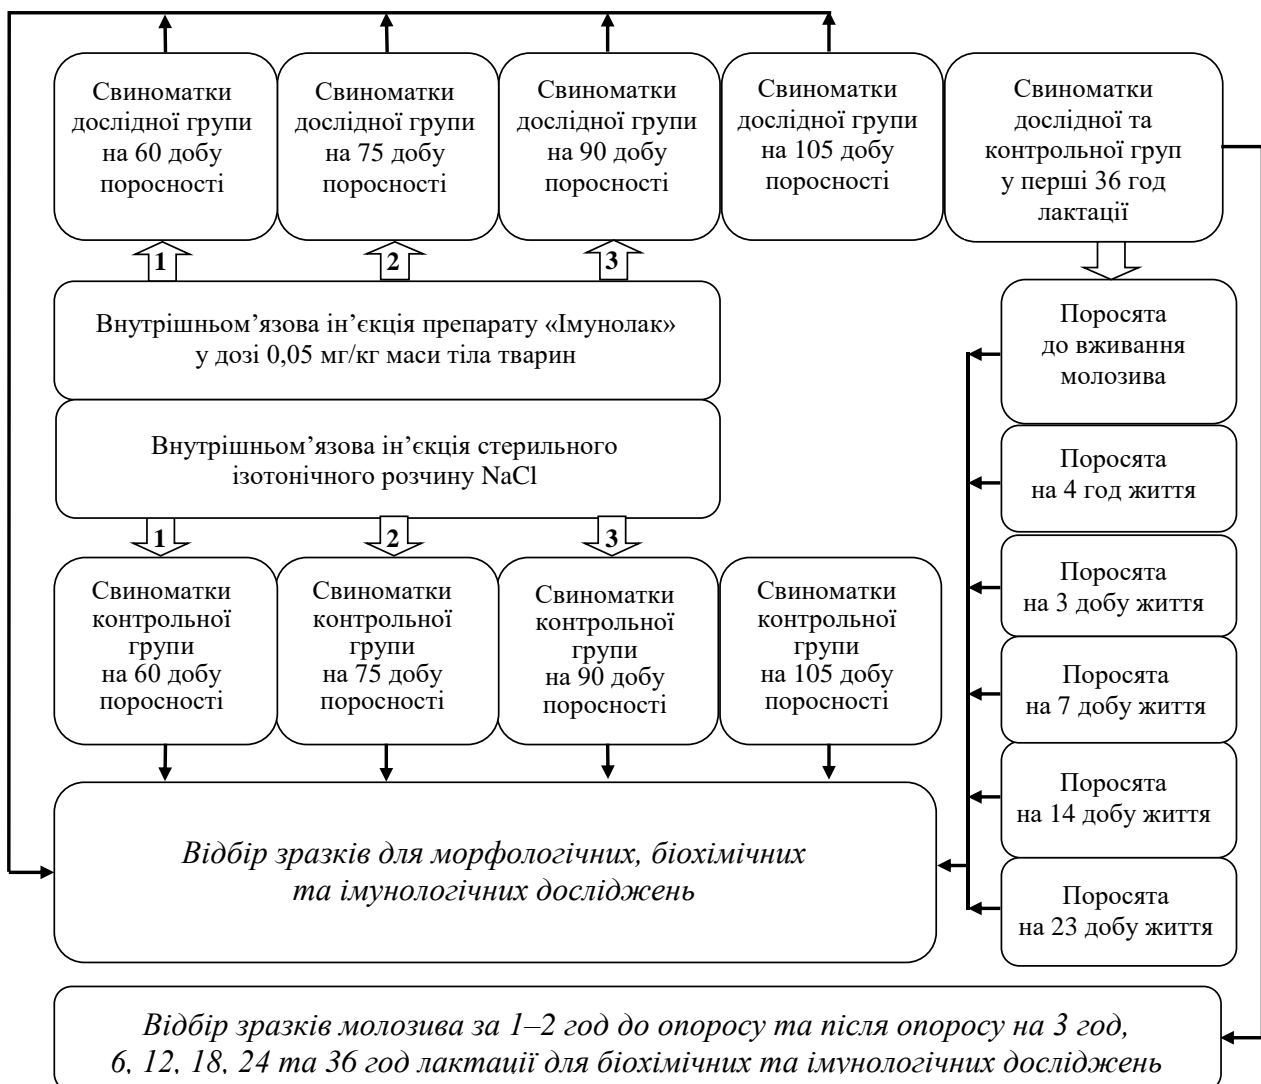 Свиноматки
дослідної групи
на 60 добу
поросності
Свиноматки
дослідної групи
на 75 добу
поросності
Свиноматки
дослідної групи
на 90 добу
поросності
Свиноматки
дослідної групи
на 105 добу
поросності
Свиноматки
дослідної та
контрольної груп
у перші 36 год
лактації
1
2
3
Внутрішньом’язова ін’єкція препарату «Імунолак»
у дозі 0,05 мг/кг маси тіла тварин
Внутрішньом’язова ін’єкція стерильного
ізотонічного розчину NaCl
1
2
3
Свиноматки
контрольної
групи
на 60 добу
поросності
Свиноматки
контрольної
групи
на 75 добу
поросності
Свиноматки
контрольної
групи
на 90 добу
поросності
Свиноматки
контрольної
групи
на 105 добу
поросності
Поросята
до вживання
молозива
Поросята
на 4 год життя
Поросята
на 3 добу життя
Поросята
на 7 добу життя
Поросята
на 14 добу життя
Поросята
на 23 добу життя
Відбір зразків для морфологічних, біохімічних
та імунологічних досліджень
Відбір зразків молозива за 1–2 год до опоросу та після опоросу на 3 год,
6, 12, 18, 24 та 36 год лактації для біохімічних та імунологічних досліджень